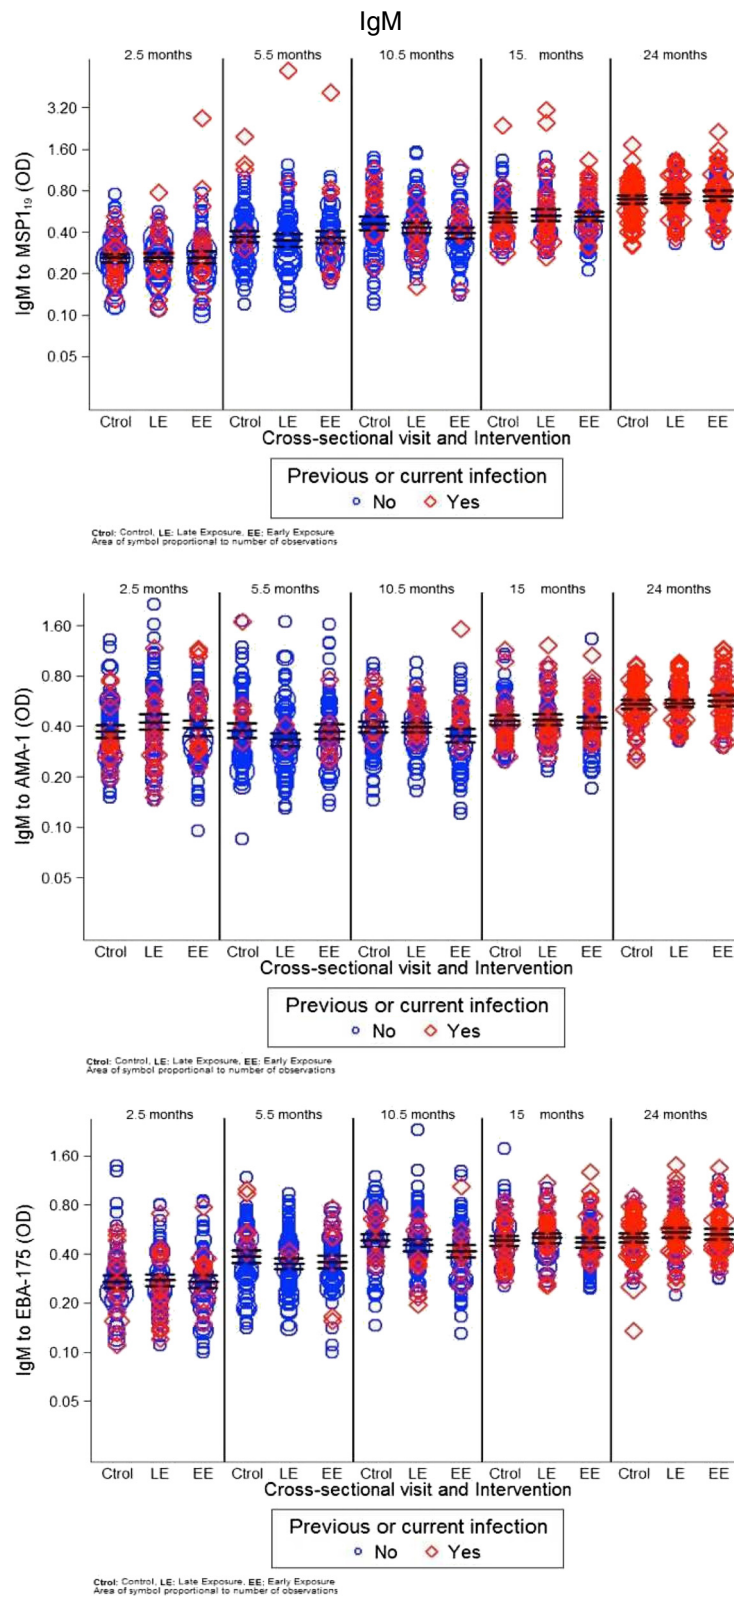 IgM
2.5 months 5.5 months 10.5 months 15. months 24 months
IgM to MSP1₁₉ (OD)
3.20
1.60
0.80
0.40
0.20
0.10
0.05
Ctrol LE EE Ctrol LE EE Ctrol LE EE Ctrol LE EE Ctrol LE EE
Cross-sectional visit and Intervention
Previous or current infection
No Yes
Ctrol: Control, LE: Late Exposure, EE: Early Exposure
Area of symbol proportional to number of observations
2.5 months 5.5 months 10.5 months 15 months 24 months
IgM to AMA-1 (OD)
1.60
0.80
0.40
0.20
0.10
0.05
Ctrol LE EE Ctrol LE EE Ctrol LE EE Ctrol LE EE Ctrol LE EE
Cross-sectional visit and Intervention
Previous or current infection
No Yes
Ctrol: Control, LE: Late Exposure, EE: Early Exposure
Area of symbol proportional to number of observations
2.5 months 5.5 months 10.5 months 15 months 24 months
IgM to EBA-175 (OD)
1.60
0.80
0.40
0.20
0.10
0.05
Ctrol LE EE Ctrol LE EE Ctrol LE EE Ctrol LE EE Ctrol LE EE
Cross-sectional visit and Intervention
Previous or current infection
No Yes
Ctrol: Control, LE: Late Exposure, EE: Early Exposure
Area of symbol proportional to number of observations